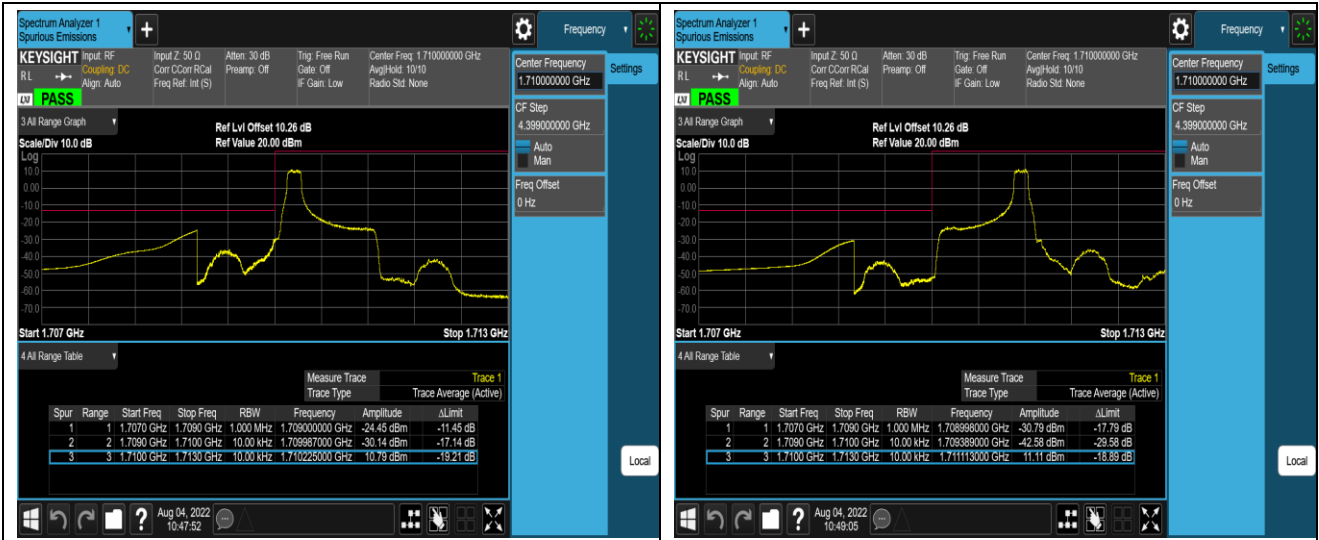 Spectrum Analyzer 1
Spurious Emissions
Frequency
KEYSIGHT Input: RF Input Z: 50 Ω Atten: 30 dB Trig: Free Run Center Freq: 1.710000000 GHz
Coupling: DC Corr CCorr RCal Preamp: Off Gate: Off Avg|Hold: 10/10
R L Align: Auto Freq Ref: Int (S) IF Gain: Low Radio Std: None
LXI PASS
Center Frequency
1.710000000 GHz
Settings
CF Step
4.399000000 GHz
Auto
Man
Freq Offset
0 Hz
3 All Range Graph
Ref Lvl Offset 10.26 dB
Scale/Div 10.0 dB Ref Value 20.00 dBm
Log
10.0
0.00
-10.0
-20.0
-30.0
-40.0
-50.0
-60.0
-70.0
Start 1.707 GHz Stop 1.713 GHz
4 All Range Table
Measure Trace Trace 1
Trace Type Trace Average (Active)
Spur Range Start Freq Stop Freq RBW Frequency Amplitude ΔLimit
1 1 1.7070 GHz 1.7090 GHz 1.000 MHz 1.709000000 GHz -24.45 dBm -11.45 dB
2 2 1.7090 GHz 1.7100 GHz 10.00 kHz 1.709987000 GHz -30.14 dBm -17.14 dB
3 3 1.7100 GHz 1.7130 GHz 10.00 kHz 1.710225000 GHz 10.79 dBm -19.21 dB
Local
?
Aug 04, 2022
10:47:52
Spectrum Analyzer 1
Spurious Emissions
Frequency
KEYSIGHT Input: RF Input Z: 50 Ω Atten: 30 dB Trig: Free Run Center Freq: 1.710000000 GHz
Coupling: DC Corr CCorr RCal Preamp: Off Gate: Off Avg|Hold: 10/10
R L Align: Auto Freq Ref: Int (S) IF Gain: Low Radio Std: None
LXI PASS
Center Frequency
1.710000000 GHz
Settings
CF Step
4.399000000 GHz
Auto
Man
Freq Offset
0 Hz
3 All Range Graph
Ref Lvl Offset 10.26 dB
Scale/Div 10.0 dB Ref Value 20.00 dBm
Log
10.0
0.00
-10.0
-20.0
-30.0
-40.0
-50.0
-60.0
-70.0
Start 1.707 GHz Stop 1.713 GHz
4 All Range Table
Measure Trace Trace 1
Trace Type Trace Average (Active)
Spur Range Start Freq Stop Freq RBW Frequency Amplitude ΔLimit
1 1 1.7070 GHz 1.7090 GHz 1.000 MHz 1.708998000 GHz -30.79 dBm -17.79 dB
2 2 1.7090 GHz 1.7100 GHz 10.00 kHz 1.709389000 GHz -42.58 dBm -29.58 dB
3 3 1.7100 GHz 1.7130 GHz 10.00 kHz 1.711113000 GHz 11.11 dBm -18.89 dB
Local
?
Aug 04, 2022
10:49:05